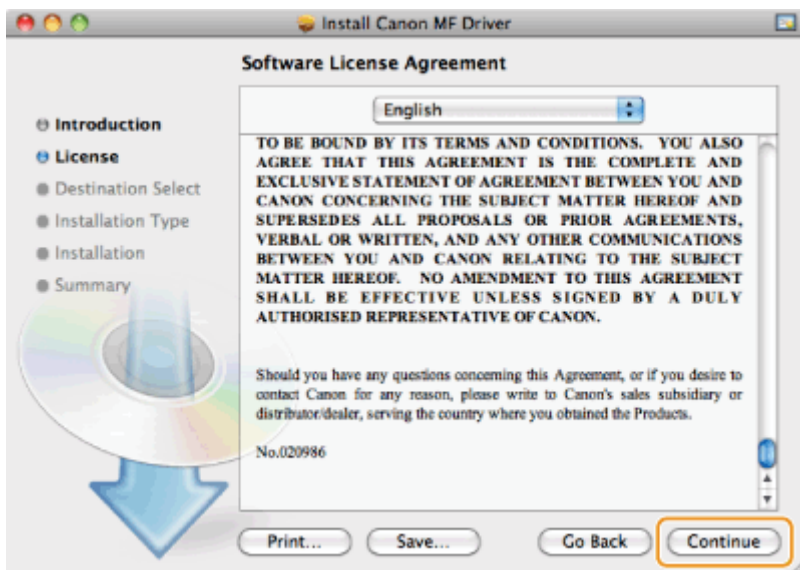 Install Canon MF Driver
Software License Agreement
Introduction
License
Destination Select
Installation Type
Installation
Summary
English
TO BE BOUND BY ITS TERMS AND CONDITIONS. YOU ALSO
AGREE THAT THIS AGREEMENT IS THE COMPLETE AND
EXCLUSIVE STATEMENT OF AGREEMENT BETWEEN YOU AND
CANON CONCERNING THE SUBJECT MATTER HEREOF AND
SUPERSEDES ALL PROPOSALS OR PRIOR AGREEMENTS,
VERBAL OR WRITTEN, AND ANY OTHER COMMUNICATIONS
BETWEEN YOU AND CANON RELATING TO THE SUBJECT
MATTER HEREOF. NO AMENDMENT TO THIS AGREEMENT
SHALL BE EFFECTIVE UNLESS SIGNED BY A DULY
AUTHORISED REPRESENTATIVE OF CANON.
Should you have any questions concerning this Agreement, or if you desire to
contact Canon for any reason, please write to Canon's sales subsidiary or
distributor/dealer, serving the country where you obtained the Products.
No.020986
Print...
Save...
Go Back
Continue